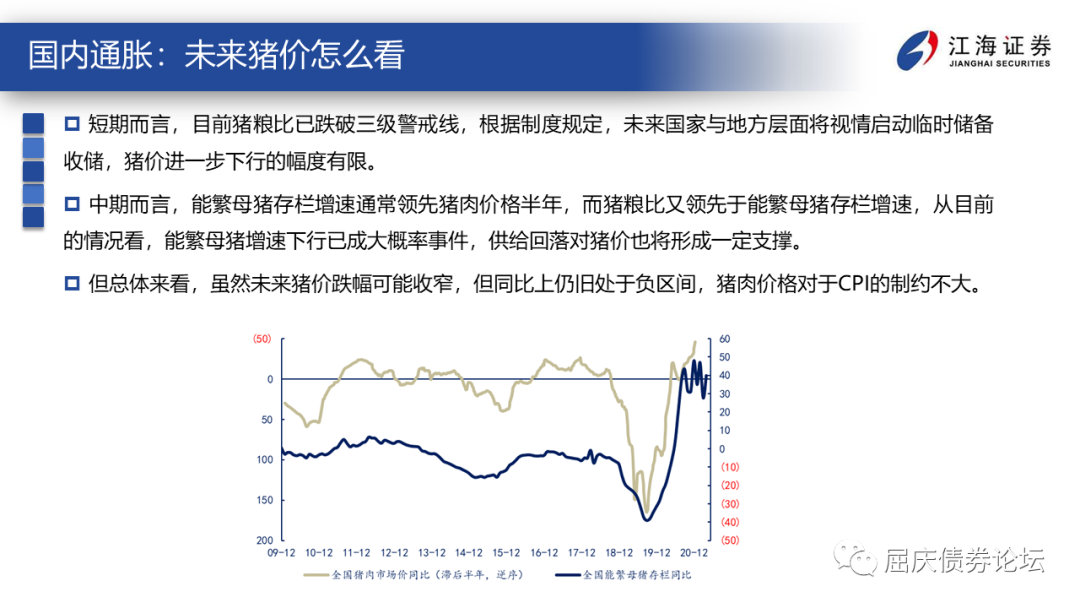 国内通胀：未来猪价怎么看
江海证券
JIANGHAI SECURITIES
短期而言，目前猪粮比已跌破三级警戒线，根据制度规定，未来国家与地方层面将视情启动临时储备
收储，猪价进一步下行的幅度有限。
中期而言，能繁母猪存栏增速通常领先猪肉价格半年，而猪粮比又领先于能繁母猪存栏增速，从目前
的情况看，能繁母猪增速下行已成大概率事件，供给回落对猪价也将形成一定支撑。
但总体来看，虽然未来猪价跌幅可能收窄，但同比上仍旧处于负区间，猪肉价格对于CPI的制约不大。
(50)
0
50
100
150
200
60
50
40
30
20
10
0
(10)
(20)
(30)
(40)
(50)
09-12 10-12 11-12 12-12 13-12 14-12 15-12 16-12 17-12 18-12 19-12 20-12
全国猪肉市场价同比（滞后半年，逆序） 全国能繁母猪存栏同比
屈庆债券论坛